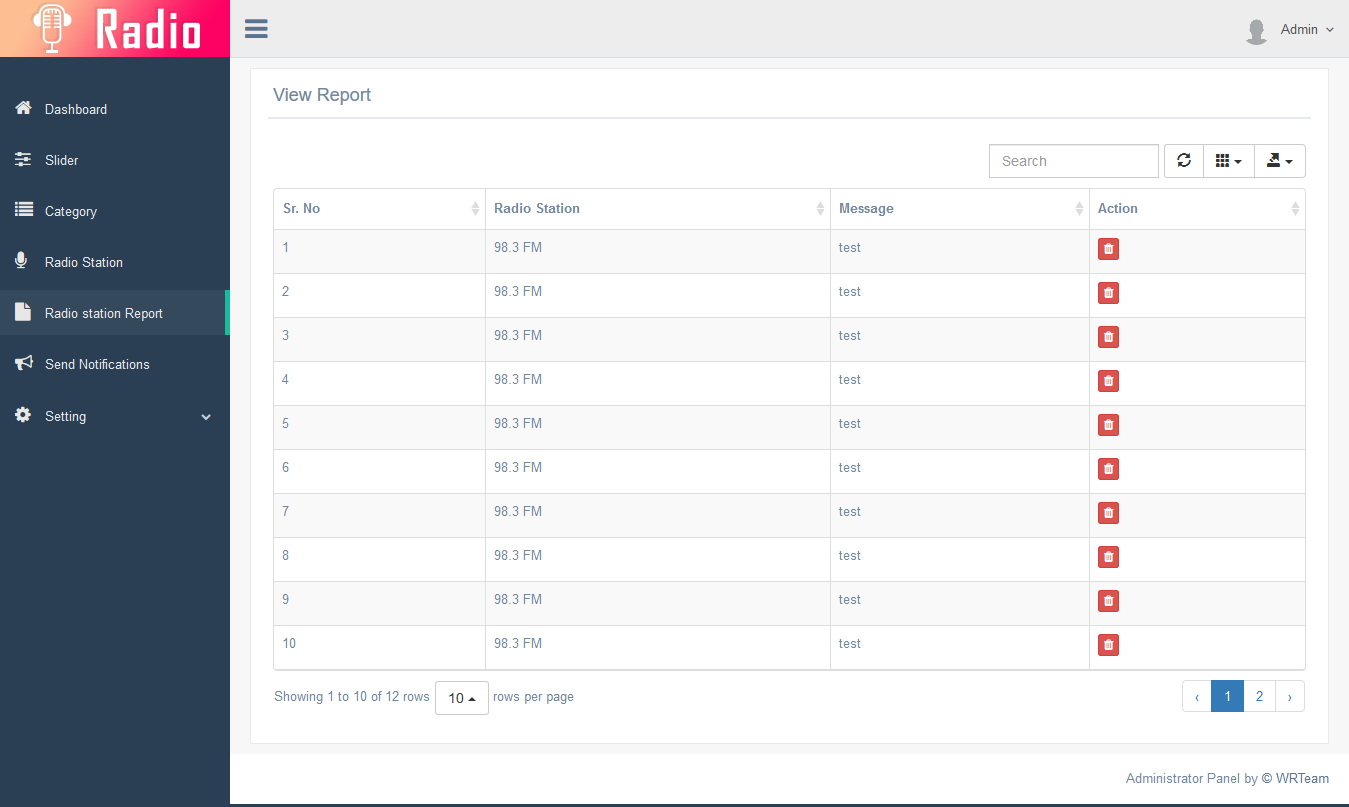 Radio
Admin
Dashboard
Slider
Category
Radio Station
Radio station Report
Send Notifications
Setting
View Report
Search
Sr. No Radio Station Message Action
1 98.3 FM test
2 98.3 FM test
3 98.3 FM test
4 98.3 FM test
5 98.3 FM test
6 98.3 FM test
7 98.3 FM test
8 98.3 FM test
9 98.3 FM test
10 98.3 FM test
Showing 1 to 10 of 12 rows 10 rows per page ‹ 1 2 ›
Administrator Panel by © WRTeam